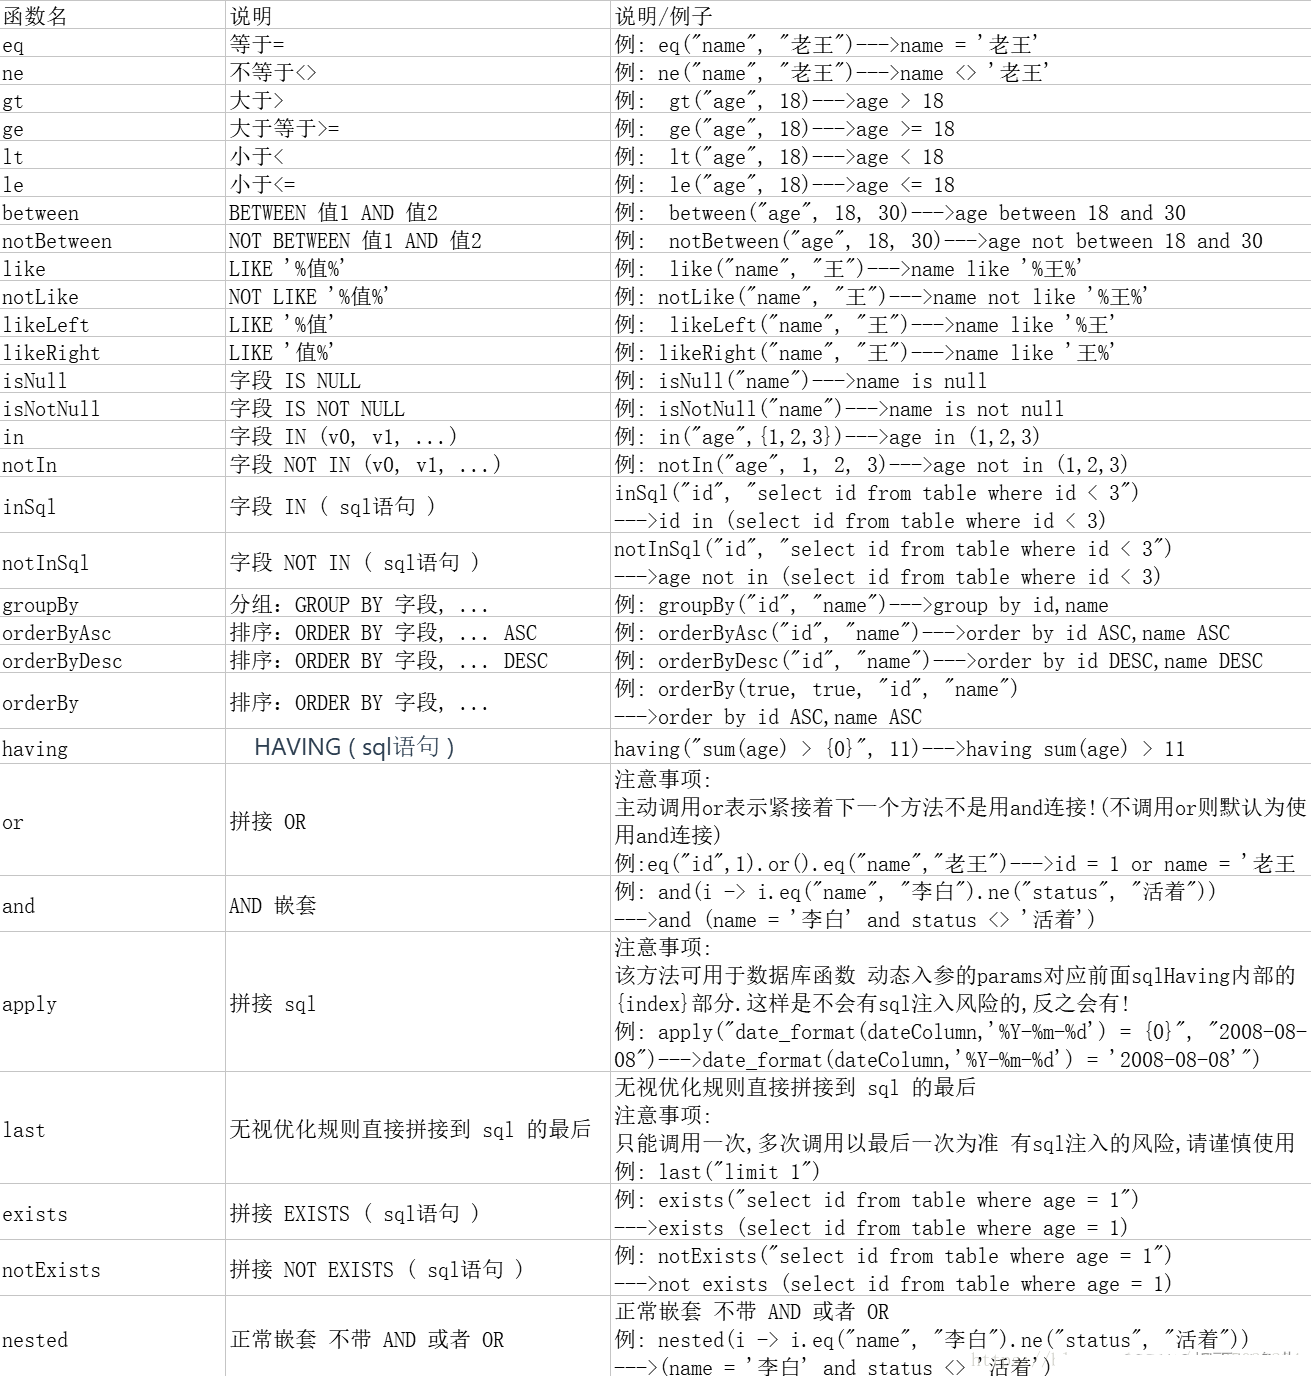 函数名 说明 说明/例子
eq 等于= 例: eq("name", "老王")--->name = '老王'
ne 不等于<> 例: ne("name", "老王")--->name <> '老王'
gt 大于> 例: gt("age", 18)--->age > 18
ge 大于等于>= 例: ge("age", 18)--->age >= 18
lt 小于< 例: lt("age", 18)--->age < 18
le 小于<= 例: le("age", 18)--->age <= 18
between BETWEEN 值1 AND 值2 例: between("age", 18, 30)--->age between 18 and 30
notBetween NOT BETWEEN 值1 AND 值2 例: notBetween("age", 18, 30)--->age not between 18 and 30
like LIKE '%值%' 例: like("name", "王")--->name like '%王%'
notLike NOT LIKE '%值%' 例: notLike("name", "王")--->name not like '%王%'
likeLeft LIKE '%值' 例: likeLeft("name", "王")--->name like '%王'
likeRight LIKE '值%' 例: likeRight("name", "王")--->name like '王%'
isNull 字段 IS NULL 例: isNull("name")--->name is null
isNotNull 字段 IS NOT NULL 例: isNotNull("name")--->name is not null
in 字段 IN (v0, v1, ...) 例: in("age",{1,2,3})--->age in (1,2,3)
notIn 字段 NOT IN (v0, v1, ...) 例: notIn("age", 1, 2, 3)--->age not in (1,2,3)
inSql 字段 IN ( sql语句 ) inSql("id", "select id from table where id < 3")
--->id in (select id from table where id < 3)
notInSql 字段 NOT IN ( sql语句 ) notInSql("id", "select id from table where id < 3")
--->age not in (select id from table where id < 3)
groupBy 分组: GROUP BY 字段, ... 例: groupBy("id", "name")--->group by id,name
orderByAsc 排序: ORDER BY 字段, ... ASC 例: orderByAsc("id", "name")--->order by id ASC,name ASC
orderByDesc 排序: ORDER BY 字段, ... DESC 例: orderByDesc("id", "name")--->order by id DESC,name DESC
orderBy 排序: ORDER BY 字段, ... 例: orderBy(true, true, "id", "name")
--->order by id ASC,name ASC
having HAVING ( sql语句 ) having("sum(age) > {0}", 11)--->having sum(age) > 11
or 拼接 OR 注意事项:
主动调用or表示紧接着下一个方法不是用and连接!(不调用or则默认为使
用and连接)
例:eq("id",1).or().eq("name","老王")--->id = 1 or name = '老王
and AND 嵌套 例: and(i -> i.eq("name", "李白").ne("status", "活着"))
--->and (name = '李白' and status <> '活着')
apply 拼接 sql 注意事项:
该方法可用于数据库函数 动态入参的params对应前面sqlHaving内部的
{index}部分.这样是不会有sql注入风险的,反之会有!
例: apply("date_format(dateColumn,'%Y-%m-%d') = {0}", "2008-08-
08")--->date_format(dateColumn,'%Y-%m-%d') = '2008-08-08'")
last 无视优化规则直接拼接到 sql 的最后 无视优化规则直接拼接到 sql 的最后
注意事项:
只能调用一次,多次调用以最后一次为准 有sql注入的风险,请谨慎使用
例: last("limit 1")
exists 拼接 EXISTS ( sql语句 ) 例: exists("select id from table where age = 1")
--->exists (select id from table where age = 1)
notExists 拼接 NOT EXISTS ( sql语句 ) 例: notExists("select id from table where age = 1")
--->not exists (select id from table where age = 1)
nested 正常嵌套 不带 AND 或者 OR 正常嵌套 不带 AND 或者 OR
例: nested(i -> i.eq("name", "李白").ne("status", "活着"))
--->(name = '李白' and status <> '活着')